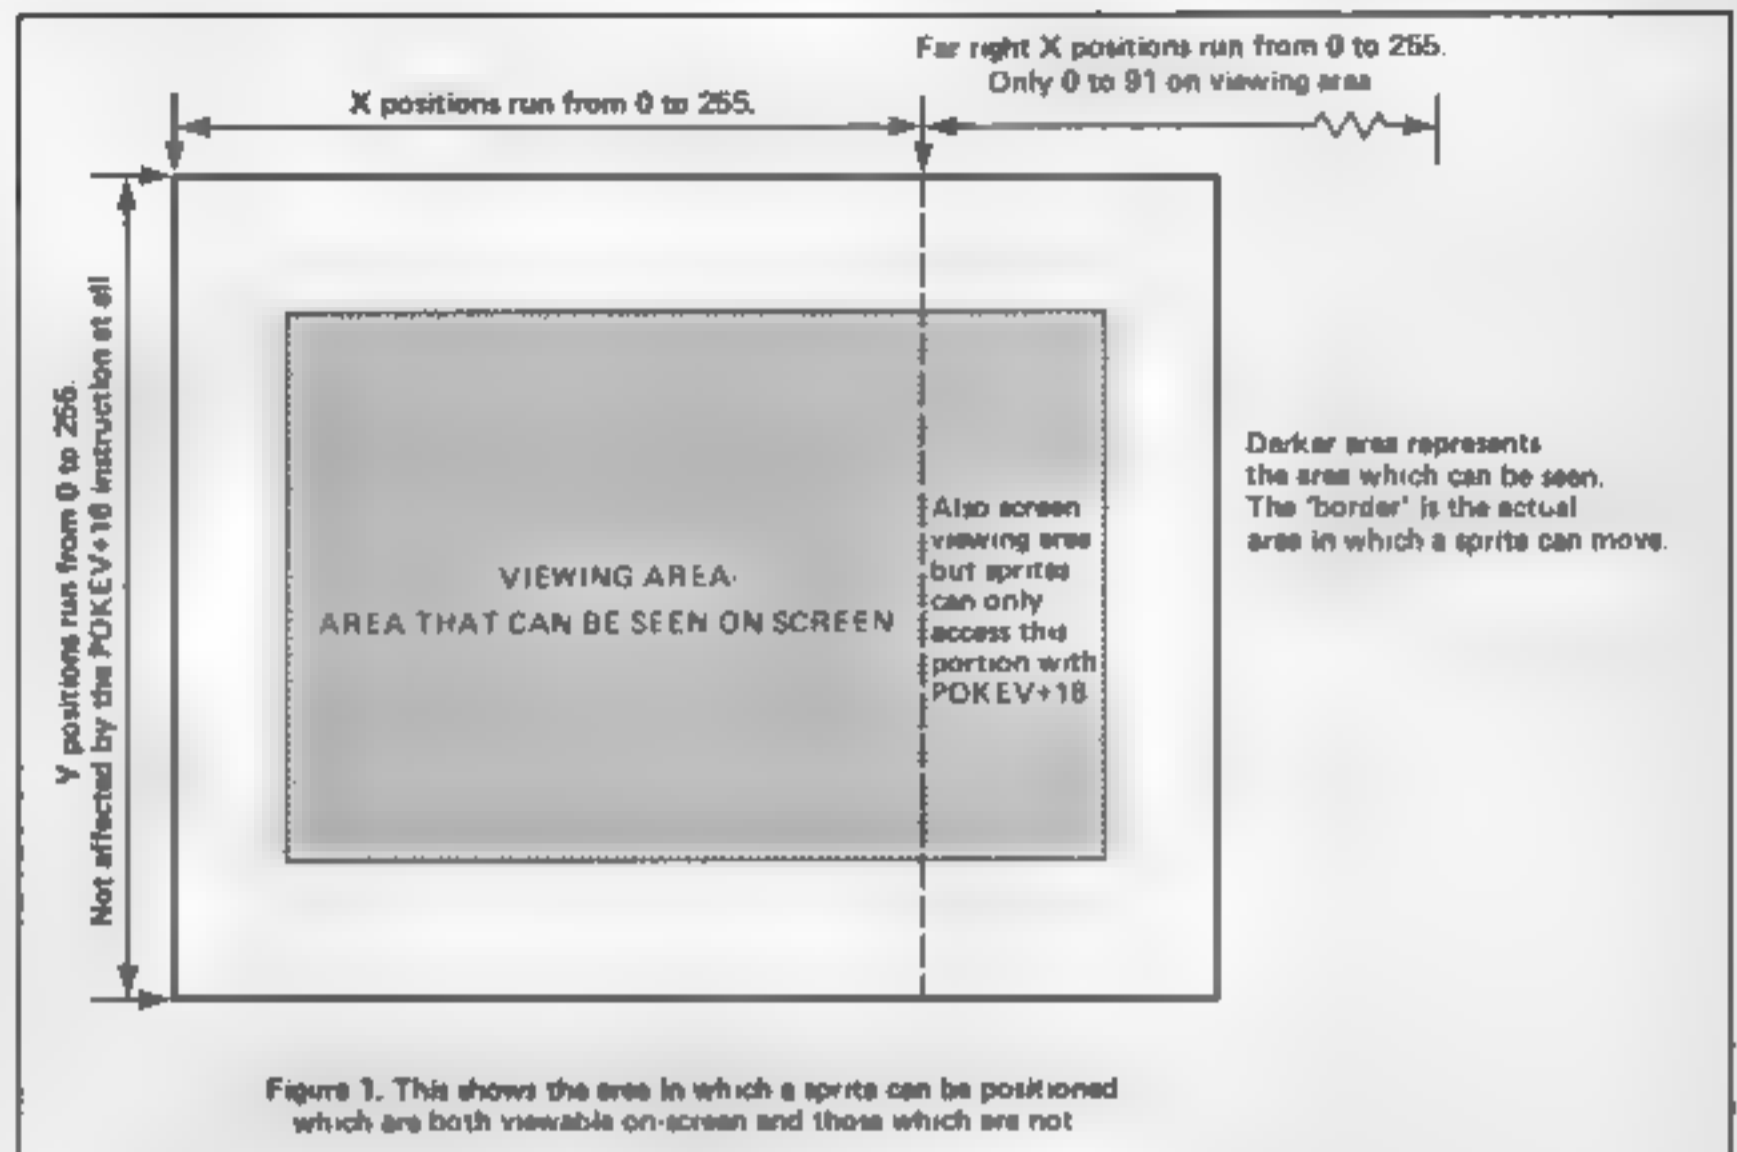 Far right X positions run from 0 to 255.
Only 0 to 91 on viewing area
X positions run from 0 to 255.
Y positions run from 0 to 255.
Not affected by the POKEV+16 instruction at all
VIEWING AREA.
AREA THAT CAN BE SEEN ON SCREEN
Also screen
viewing area
but sprites
can only
access this
portion with
POKEV+16
Darker area represents
the area which can be seen.
The 'border' is the actual
area in which a sprite can move.
Figure 1. This shows the area in which a sprite can be positioned
which are both viewable on-screen and those which are not